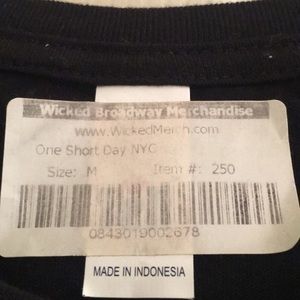 Wicked Broadway Merchandise
www.WickedMerch.com
One Short Day NYC
Size: M Item #: 250
0843019002678
MADE IN INDONESIA